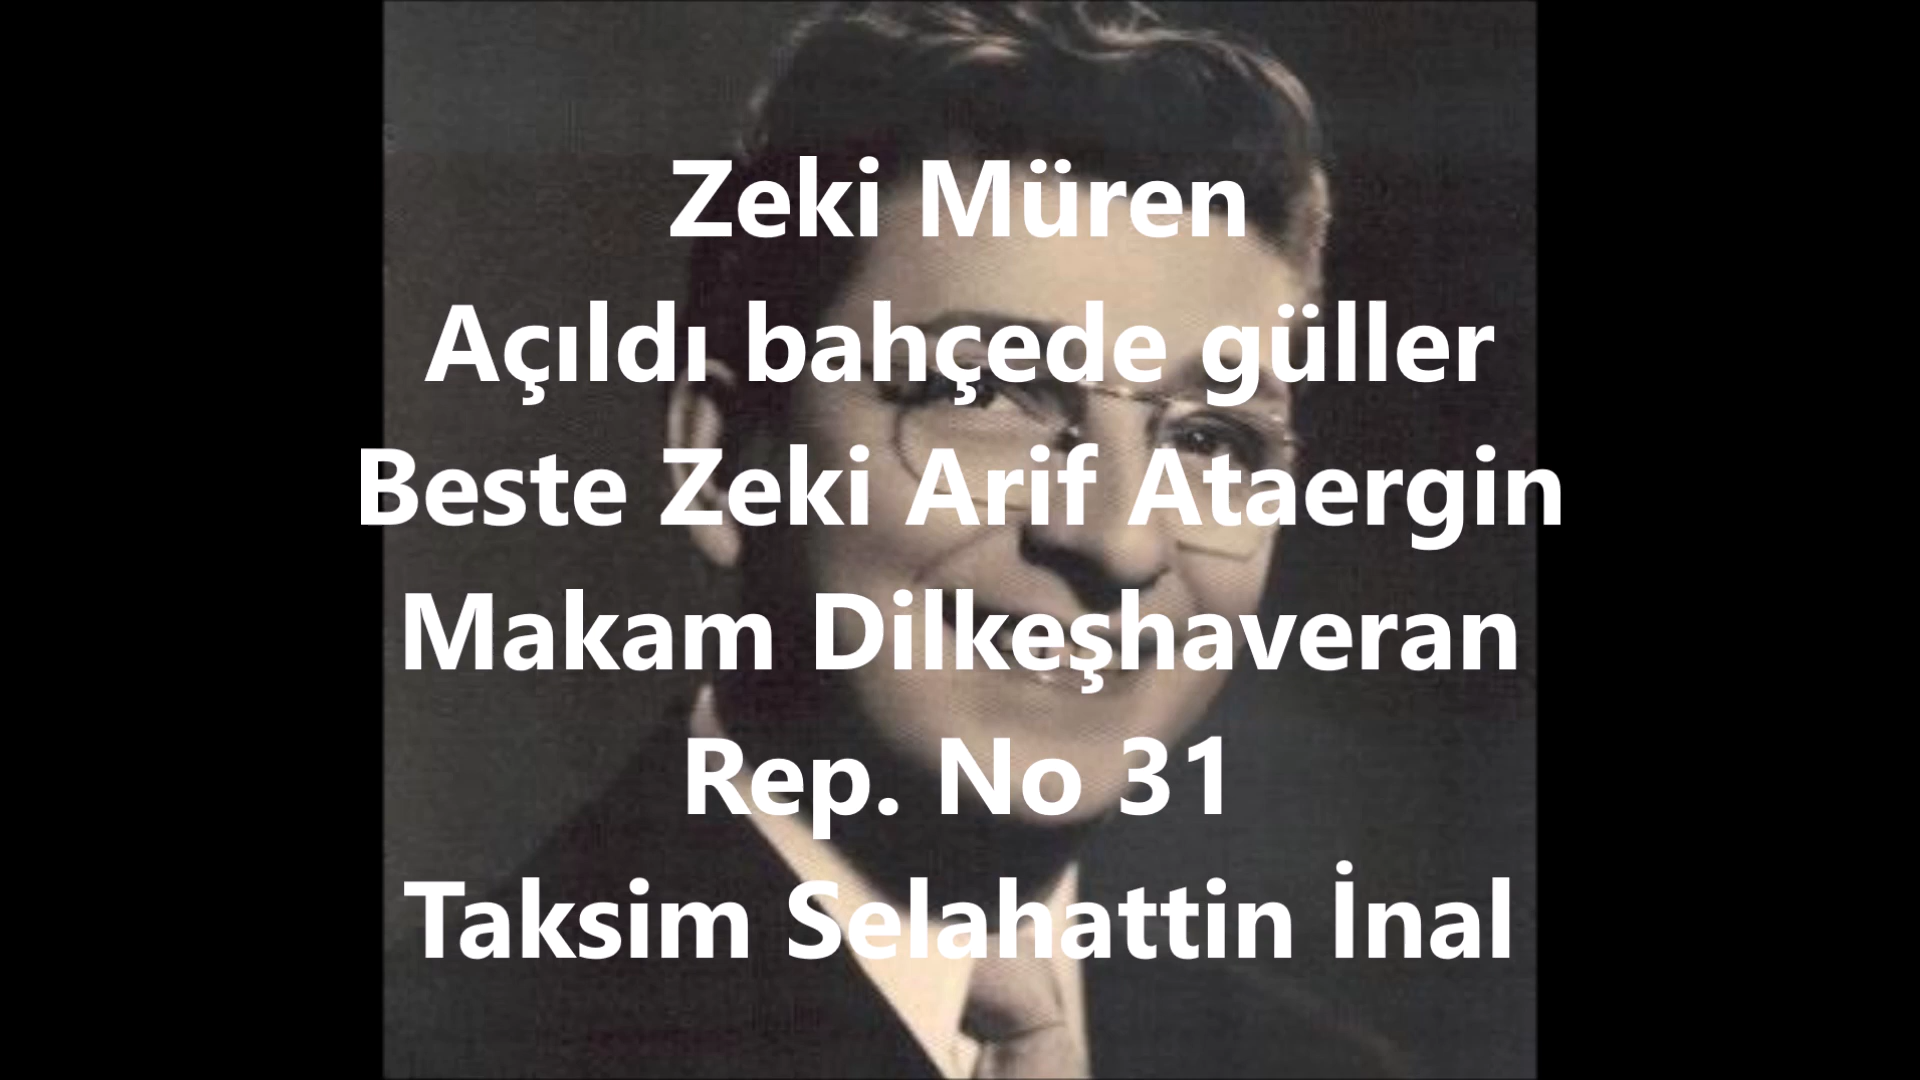 Zeki Müren
Açıldı bahçede güller
Beste Zeki Arif Ataergin
Makam Dilkeşhaveran
Rep. No 31
Taksim Selahattin İnal